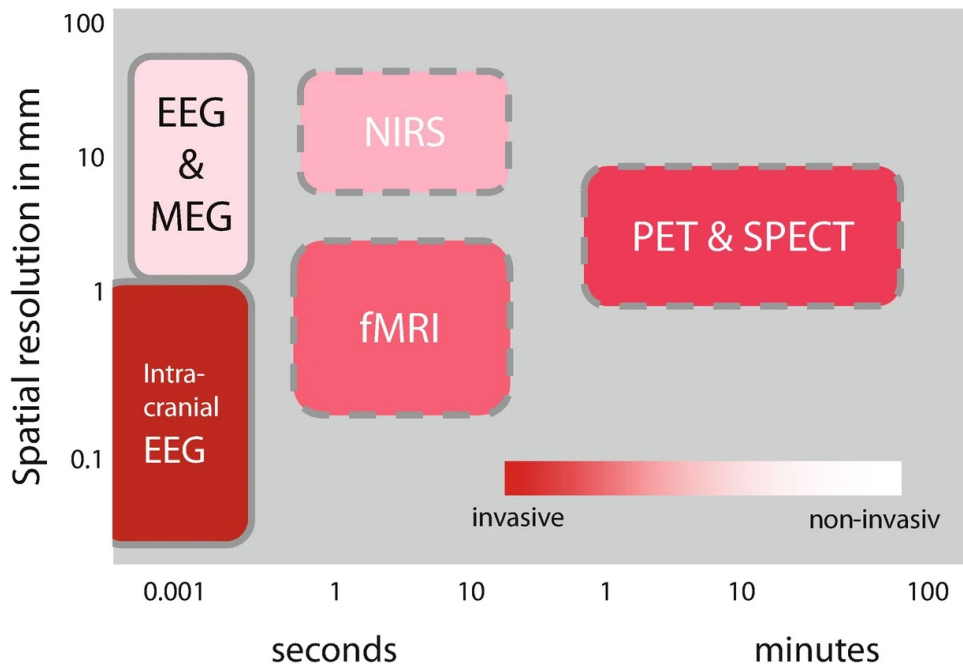 Spatial resolution in mm
100
10
1
0.1
EEG
&
MEG
NIRS
PET & SPECT
fMRI
Intra-
cranial
EEG
invasive
non-invasiv
0.001
1
10
1
10
100
seconds
minutes